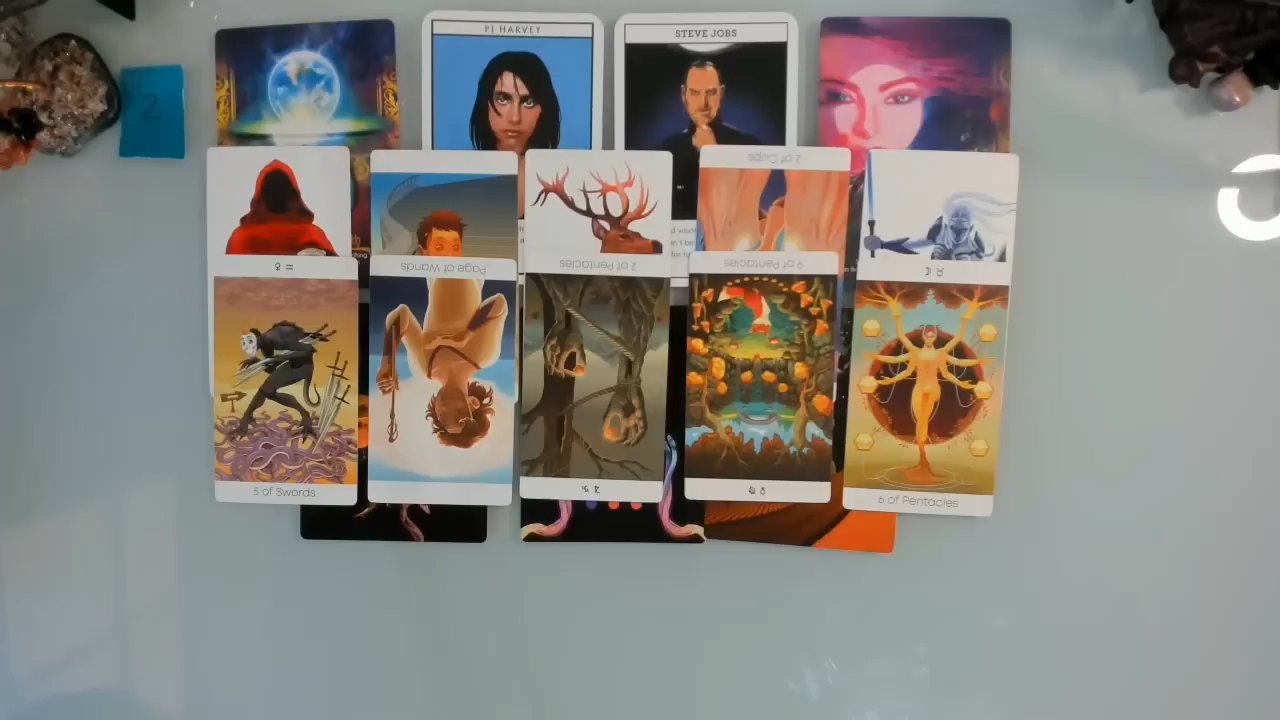 2
PJ HARVEY
STEVE JOBS
2 of Cups
♀ ♒
Page of Wands
2 of Pentacles
9 of Pentacles
☽ ♉
5 of Swords
6 of Pentacles